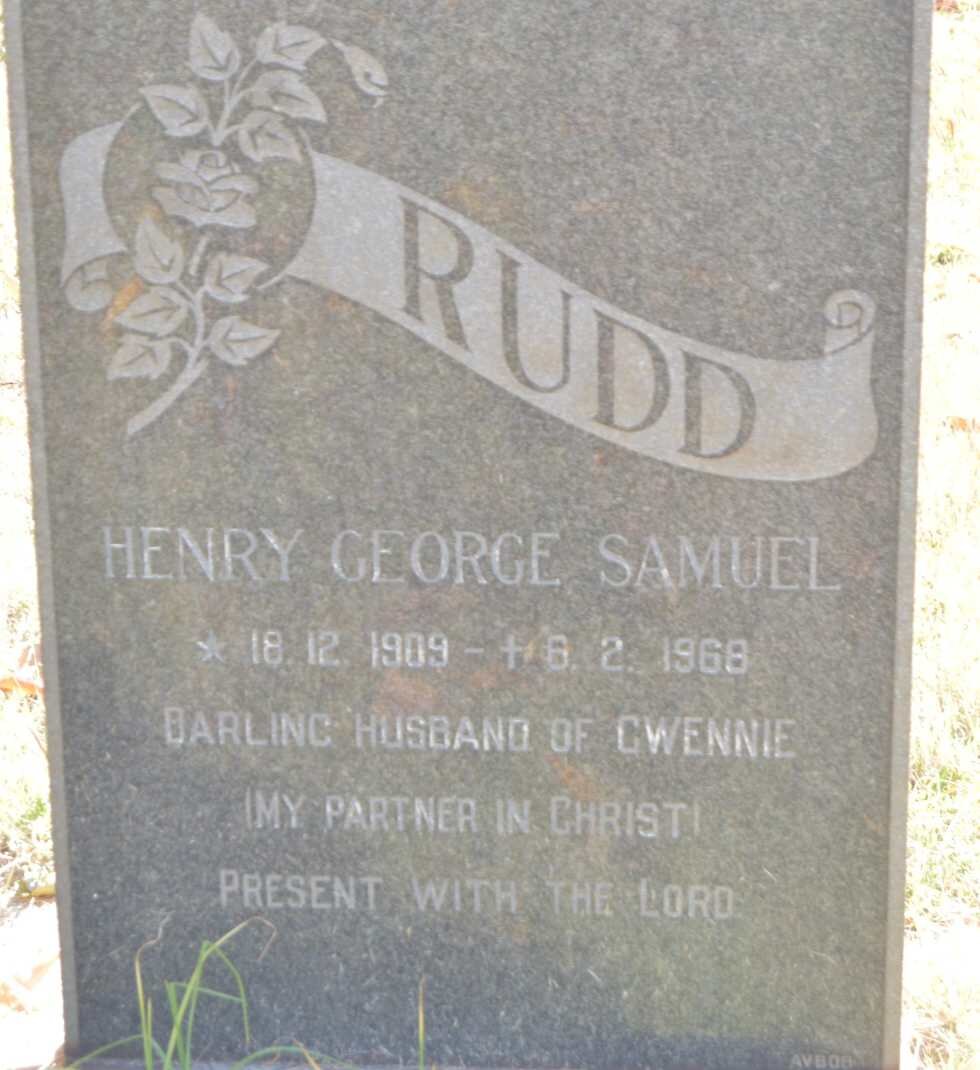 RUDD
HENRY GEORGE SAMUEL
* 18. 12. 1909 - † 6. 2. 1968
DARLING HUSBAND OF GWENNIE
(MY PARTNER IN CHRIST)
PRESENT WITH THE LORD
AVBOB